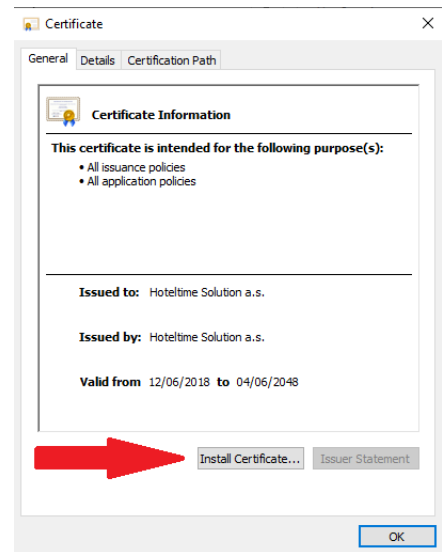 Certificate
General Details Certification Path
Certificate Information
This certificate is intended for the following purpose(s):
• All issuance policies
• All application policies
Issued to: Hoteltime Solution a.s.
Issued by: Hoteltime Solution a.s.
Valid from 12/06/2018 to 04/06/2048
Install Certificate... Issuer Statement
OK